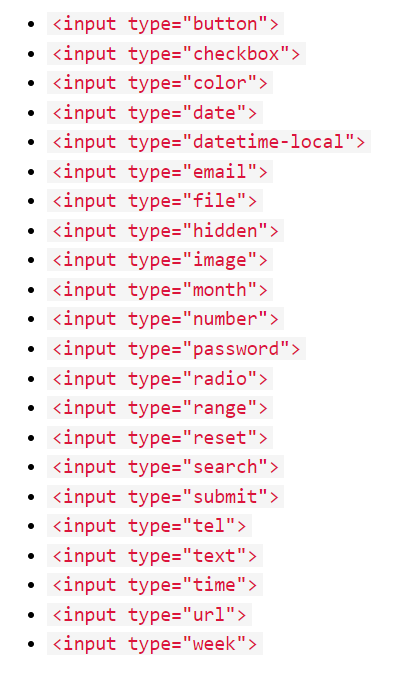 <input type="button">
<input type="checkbox">
<input type="color">
<input type="date">
<input type="datetime-local">
<input type="email">
<input type="file">
<input type="hidden">
<input type="image">
<input type="month">
<input type="number">
<input type="password">
<input type="radio">
<input type="range">
<input type="reset">
<input type="search">
<input type="submit">
<input type="tel">
<input type="text">
<input type="time">
<input type="url">
<input type="week">